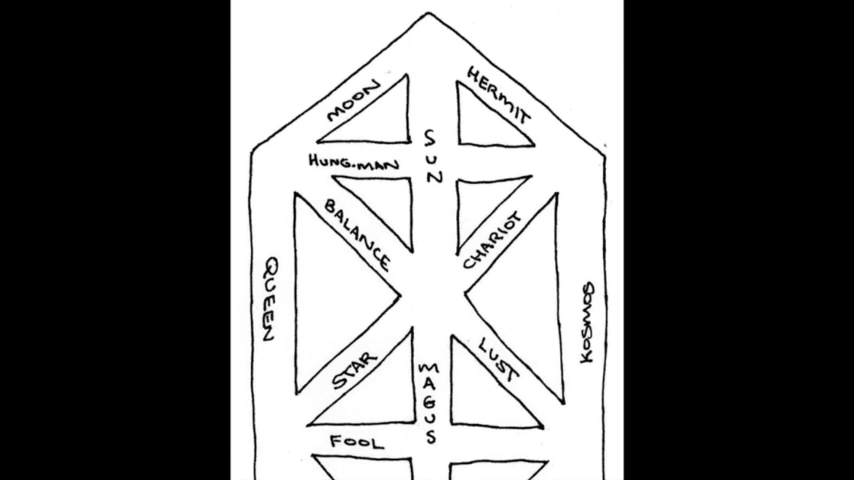 MOON
HERMIT
SUN
HUNG.MAN
BALANCE
CHARIOT
QUEEN
KOSMOS
STAR
LUST
MAGUS
FOOL